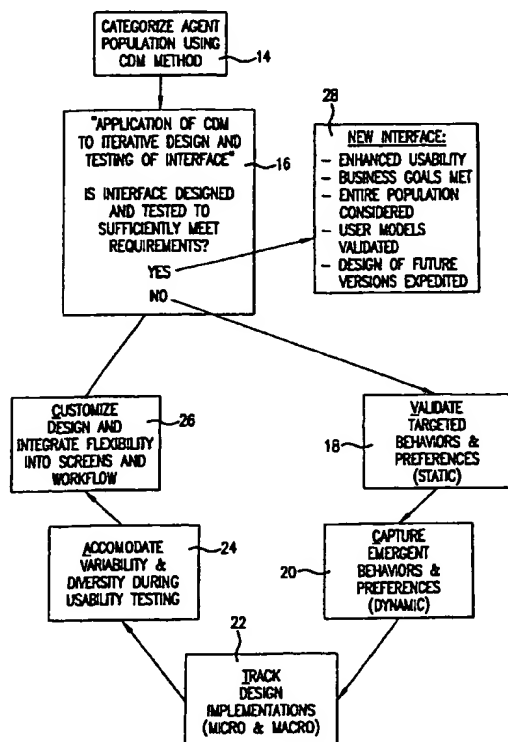 CATEGORIZE AGENT
POPULATION USING
CDM METHOD
14
"APPLICATION OF CDM
TO ITERATIVE DESIGN AND
TESTING OF INTERFACE"
16
IS INTERFACE DESIGNED
AND TESTED TO
SUFFICIENTLY MEET
REQUIREMENTS?
YES
NO
28
NEW INTERFACE:
- ENHANCED USABILITY
- BUSINESS GOALS MET
- ENTIRE POPULATION
CONSIDERED
- USER MODELS
VALIDATED
- DESIGN OF FUTURE
VERSIONS EXPEDITED
CUSTOMIZE
DESIGN AND
INTEGRATE FLEXIBILITY
INTO SCREENS AND
WORKFLOW
26
18
VALIDATE
TARGETED
BEHAVIORS &
PREFERENCES
(STATIC)
ACCOMODATE
VARIABILITY &
DIVERSITY DURING
USABILITY TESTING
24
20
CAPTURE
EMERGENT
BEHAVIORS &
PREFERENCES
(DYNAMIC)
22
TRACK
DESIGN
IMPLEMENTATIONS
(MICRO & MACRO)